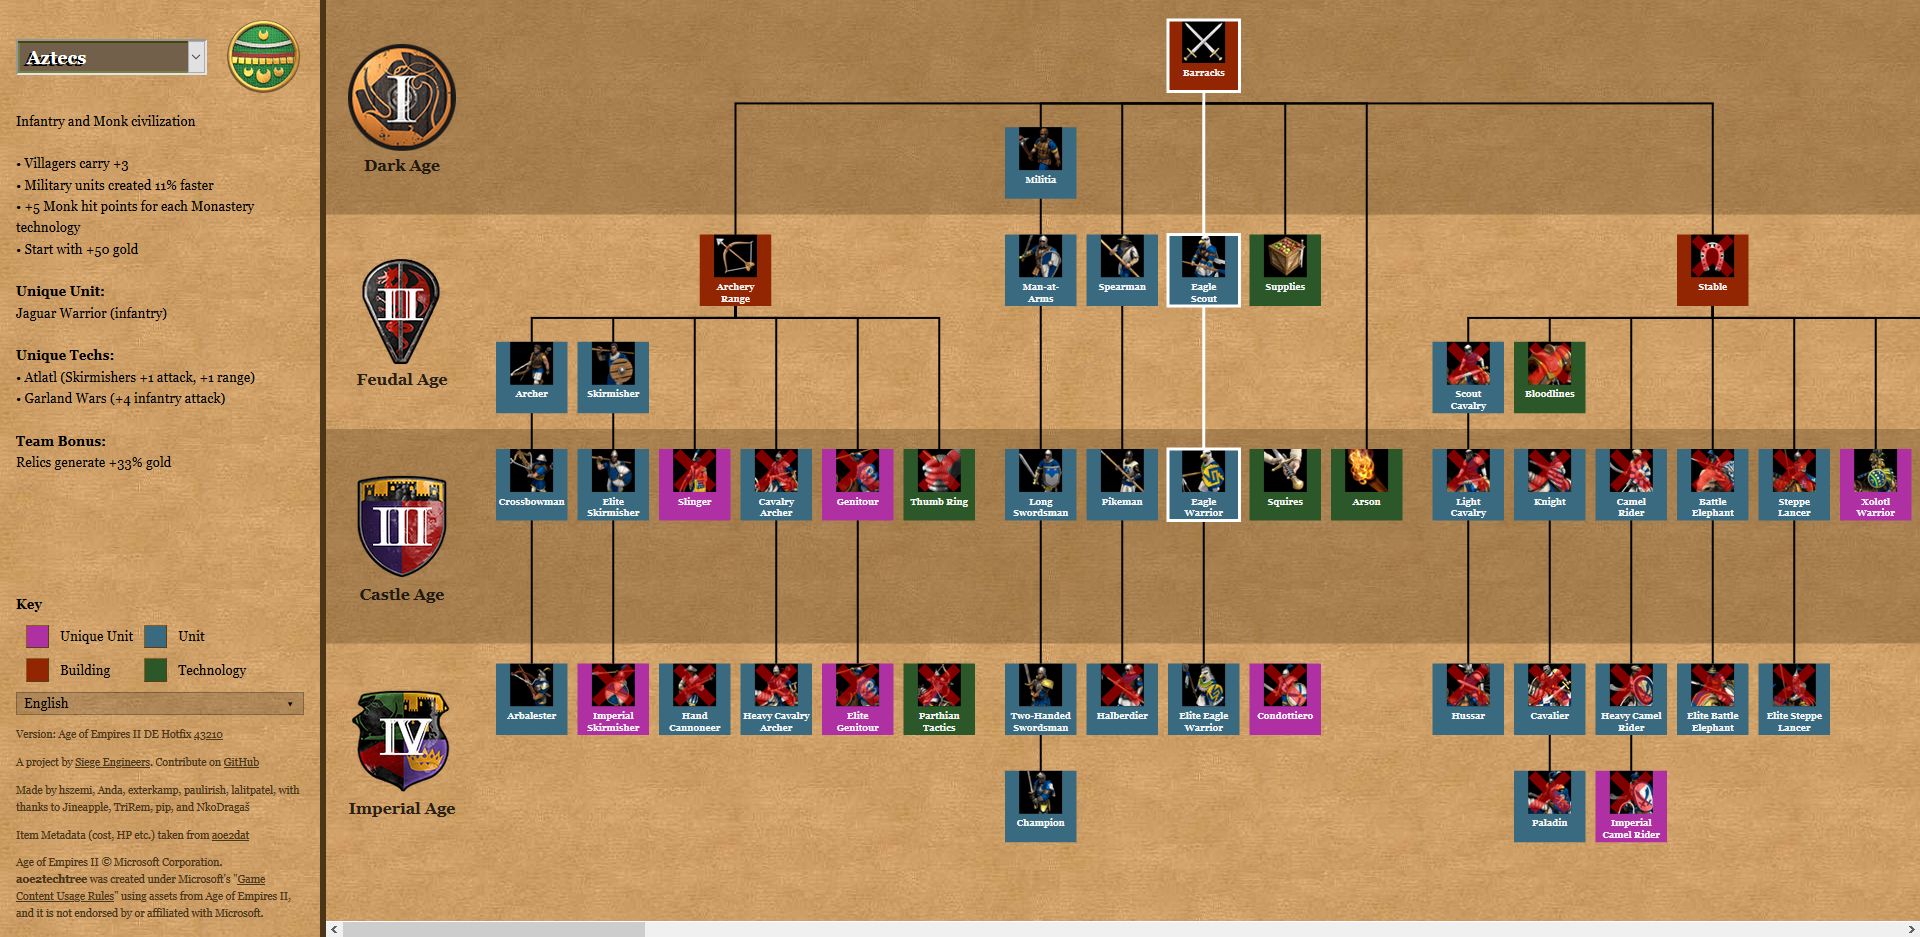 Aztecs
Infantry and Monk civilization
• Villagers carry +3
• Military units created 11% faster
• +5 Monk hit points for each Monastery
technology
• Start with +50 gold
Unique Unit:
Jaguar Warrior (infantry)
Unique Techs:
• Atlatl (Skirmishers +1 attack, +1 range)
• Garland Wars (+4 infantry attack)
Team Bonus:
Relics generate +33% gold
Key
Unique Unit
Unit
Building
Technology
English
Version: Age of Empires II DE Hotfix 43210
A project by Siege Engineers. Contribute on GitHub
Made by hszemi, Anda, exterkamp, paulirish, lalitpatel, with
thanks to Jineapple, TriRem, pip, and NkoDragaš
Item Metadata (cost, HP etc.) taken from aoe2dat
Age of Empires II © Microsoft Corporation.
aoe2techtree was created under Microsoft's "Game
Content Usage Rules" using assets from Age of Empires II,
and it is not endorsed by or affiliated with Microsoft.
I
Dark Age
Barracks
Militia
II
Feudal Age
Archery
Range
Man-at-
Arms
Spearman
Eagle
Scout
Supplies
Stable
Archer
Skirmisher
Scout
Cavalry
Bloodlines
III
Castle Age
Crossbowman
Elite
Skirmisher
Slinger
Cavalry
Archer
Genitour
Thumb Ring
Long
Swordsman
Pikeman
Eagle
Warrior
Squires
Arson
Light
Cavalry
Knight
Camel
Rider
Battle
Elephant
Steppe
Lancer
Xolotl
Warrior
IV
Imperial Age
Arbalester
Imperial
Skirmisher
Hand
Cannoneer
Heavy Cavalry
Archer
Elite
Genitour
Parthian
Tactics
Two-Handed
Swordsman
Halberdier
Elite Eagle
Warrior
Condottiero
Hussar
Cavalier
Heavy Camel
Rider
Elite Battle
Elephant
Elite Steppe
Lancer
Champion
Paladin
Imperial
Camel Rider